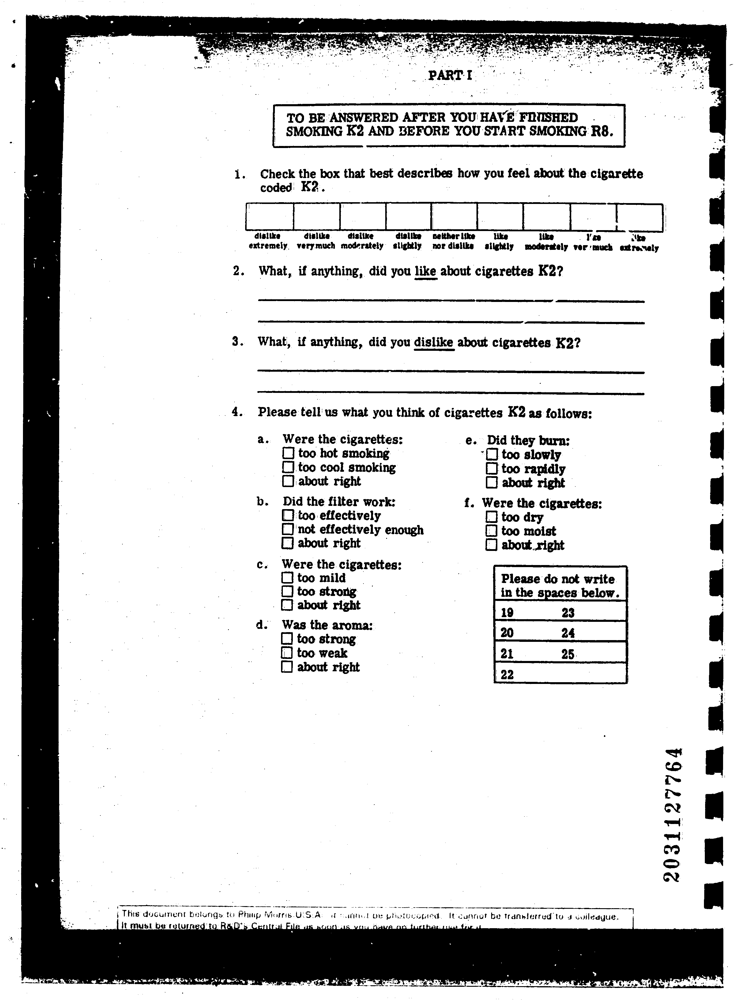 PART I
TO BE ANSWERED AFTER YOU HAVE FINISHED
SMOKING K2 AND BEFORE YOU START SMOKING R8.
1. Check the box that best describes how you feel about the cigarette
coded K2.
dislike dislike dislike dislike neither like like like like like
extremely very much moderately slightly nor dislike slightly moderately very much extremely
2. What, if anything, did you like about cigarettes K2?
3. What, if anything, did you dislike about cigarettes K2?
4. Please tell us what you think of cigarettes K2 as follows:
a. Were the cigarettes:
too hot smoking
too cool smoking
about right
b. Did the filter work:
too effectively
not effectively enough
about right
c. Were the cigarettes:
too mild
too strong
about right
d. Was the aroma:
too strong
too weak
about right
e. Did they burn:
too slowly
too rapidly
about right
f. Were the cigarettes:
too dry
too moist
about right
Please do not write
in the spaces below.
19 23
20 24
21 25
22
2031127764
This document belongs to Philip Morris U.S.A. It cannot be photocopied. It cannot be transferred to a colleague.
It must be returned to R&D's Central File as soon as you have no further use for it